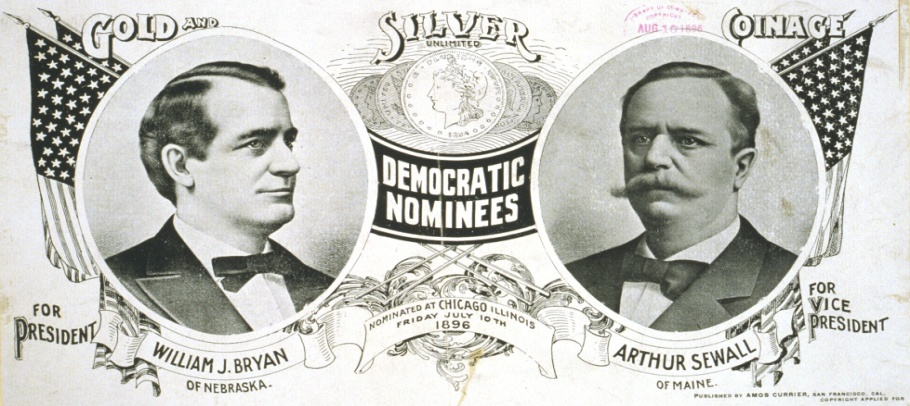 GOLD AND SILVER COINAGE
UNLIMITED
COPYRIGHT
AUG 10 1896
DEMOCRATIC
NOMINEES
NOMINATED AT CHICAGO ILLINOIS
FRIDAY JULY 10TH
1896
FOR
PRESIDENT
WILLIAM J. BRYAN
OF NEBRASKA.
FOR
VICE
PRESIDENT
ARTHUR SEWALL
OF MAINE.
PUBLISHED BY AMOS CURRIER, SAN FRANCISCO, CAL.
COPYRIGHT APPLIED FOR